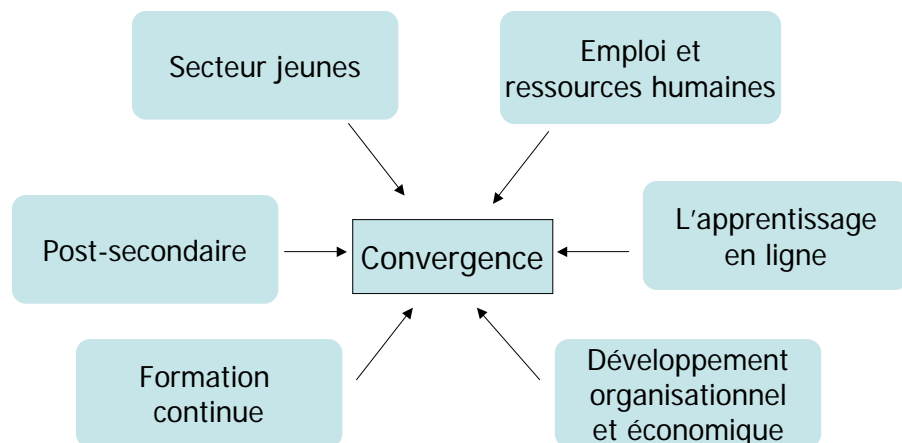 Secteur jeunes
Emploi et
ressources humaines
Post-secondaire
Convergence
L'apprentissage
en ligne
Formation
continue
Développement
organisationnel
et économique